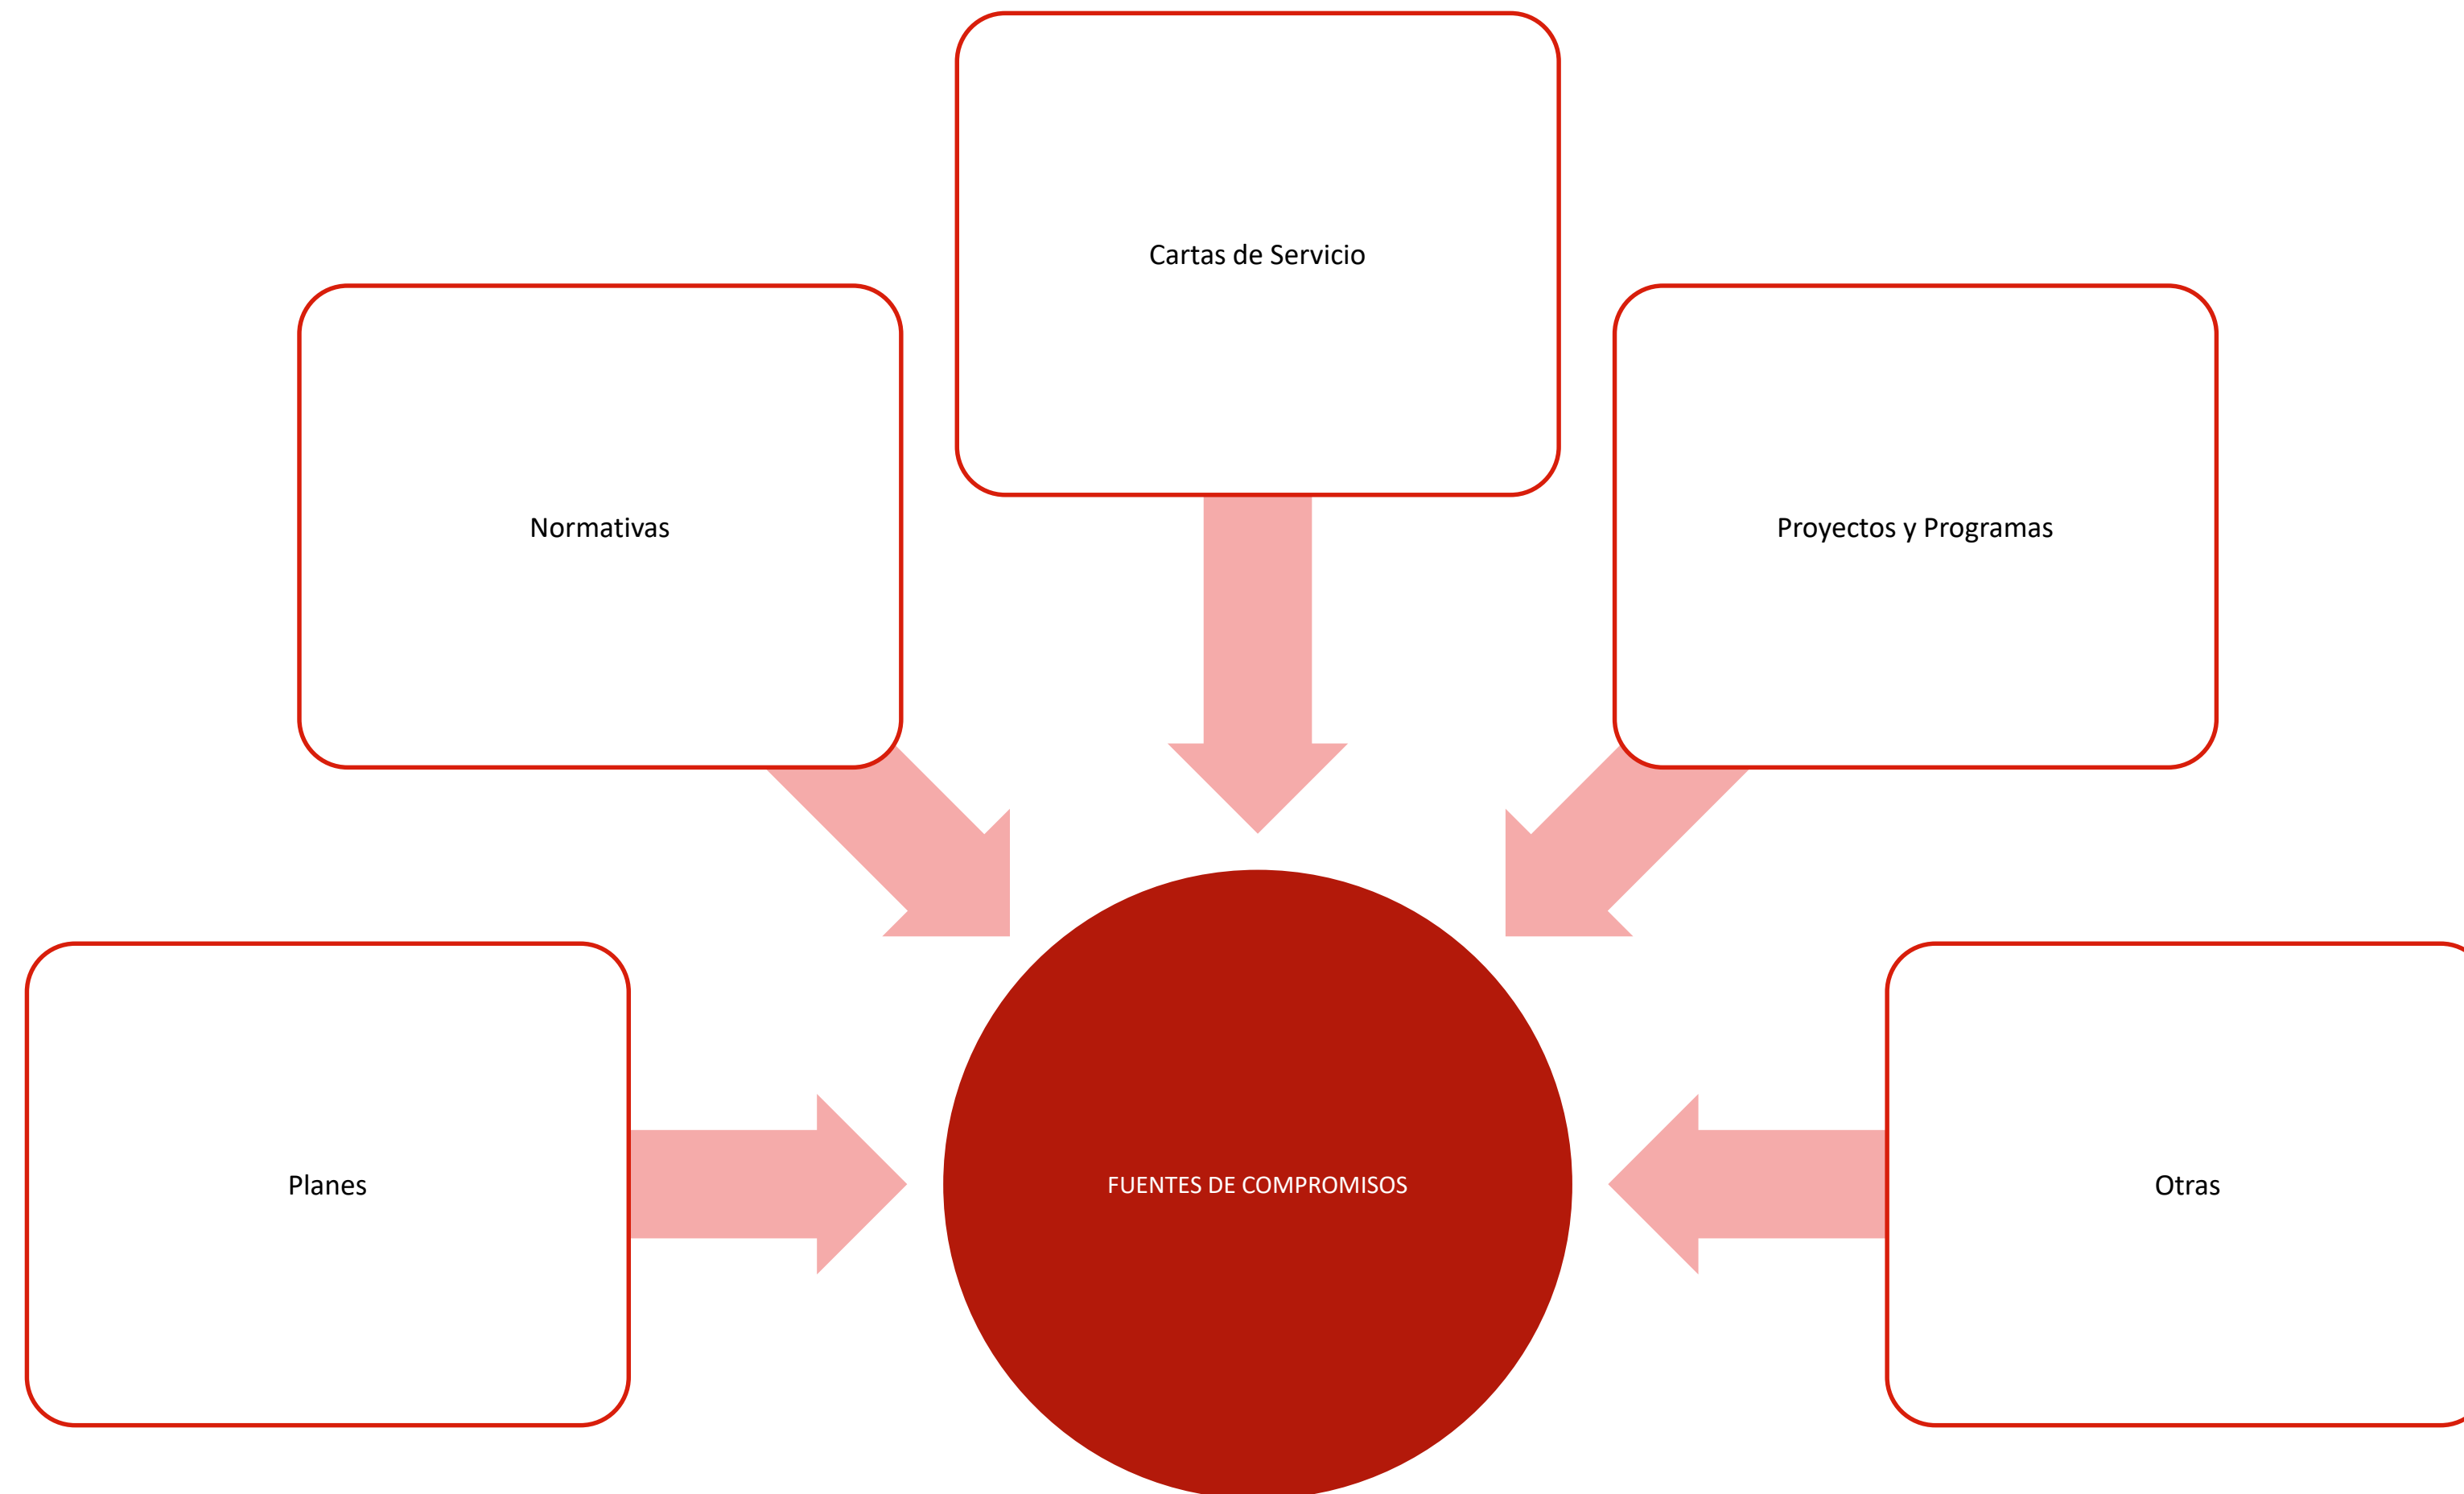 Cartas de Servicio
Normativas
Proyectos y Programas
Planes
FUENTES DE COMPROMISOS
Otras